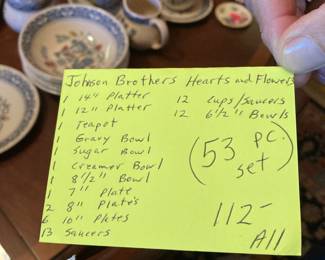 Johnson Brothers Hearts and Flowers
1 14" Platter
1 12" Platter
1 Teapot
1 Gravy Bowl
1 Sugar Bowl
1 Creamer Bowl
1 8 1/2" Bowl
1 7" Plate
2 8" Plates
6 10" Plates
13 Saucers
12 Cups/Saucers
12 6 1/2" Bowls
53 pc.
set
112-
All